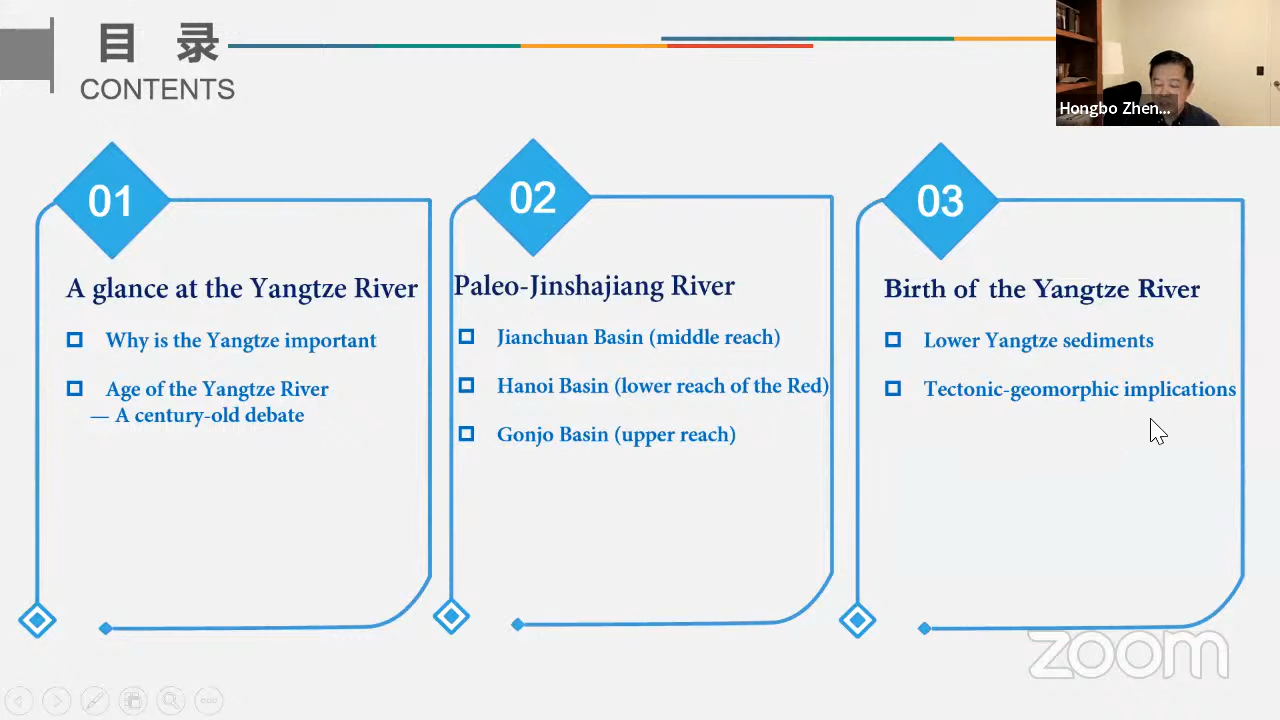 目 录
CONTENTS
Hongbo Zhen...
01
A glance at the Yangtze River
Why is the Yangtze important
Age of the Yangtze River
— A century-old debate
02
Paleo-Jinshajiang River
Jianchuan Basin (middle reach)
Hanoi Basin (lower reach of the Red)
Gonjo Basin (upper reach)
03
Birth of the Yangtze River
Lower Yangtze sediments
Tectonic-geomorphic implications
zoom